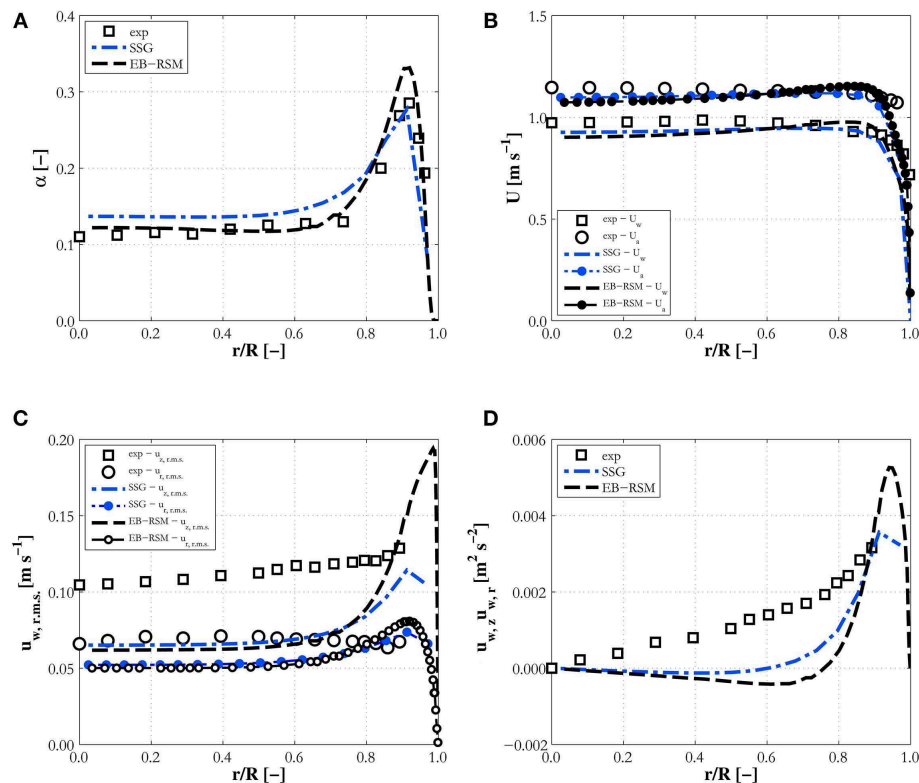 A
0.4
0.3
0.2
0.1
0.0
α [−]
exp
SSG
EB−RSM
0.0 0.2 0.4 0.6 0.8 1.0
r/R [−]
B
1.5
1.0
0.5
0.0
U [m s⁻¹]
exp − U_w
exp − U_a
SSG − U_w
SSG − U_a
EB−RSM − U_w
EB−RSM − U_a
0.0 0.2 0.4 0.6 0.8 1.0
r/R [−]
C
0.20
0.15
0.10
0.05
0.00
u_w, r.m.s. [m s⁻¹]
exp − u_z, r.m.s.
exp − u_r, r.m.s.
SSG − u_z, r.m.s.
SSG − u_r, r.m.s.
EB−RSM − u_z, r.m.s.
EB−RSM − u_r, r.m.s.
0.0 0.2 0.4 0.6 0.8 1.0
r/R [−]
D
0.006
0.004
0.002
0.000
−0.002
u_w, z u_w, r [m² s⁻²]
exp
SSG
EB−RSM
0.0 0.2 0.4 0.6 0.8 1.0
r/R [−]